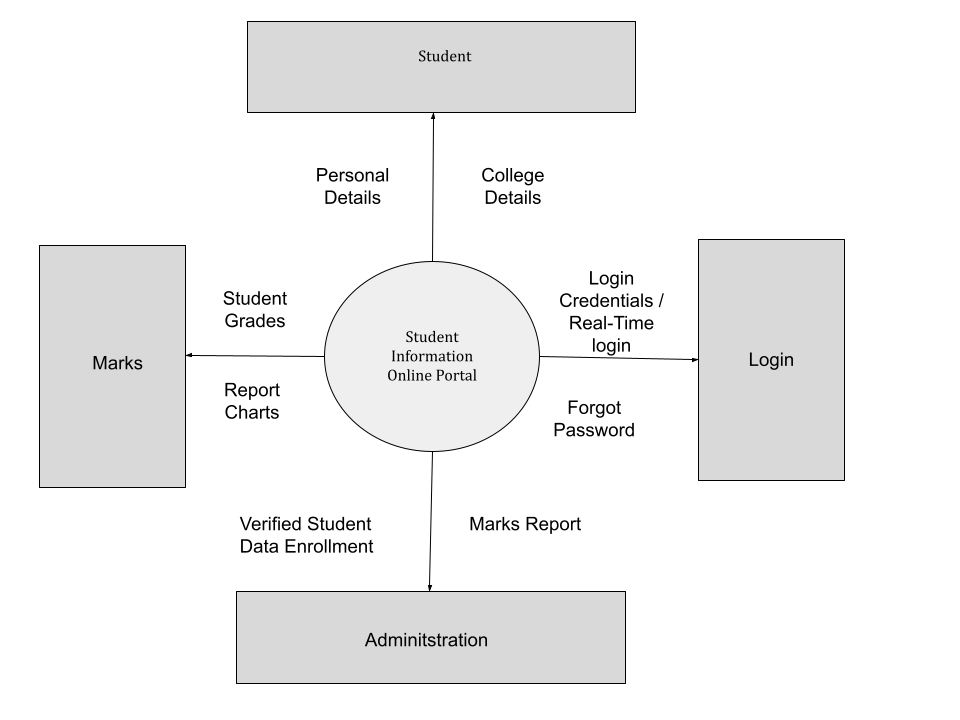 Student
Personal
Details
College
Details
Student
Grades
Login
Credentials /
Real-Time
login
Marks
Student
Information
Online Portal
Login
Report
Charts
Forgot
Password
Verified Student
Data Enrollment
Marks Report
Adminitstration